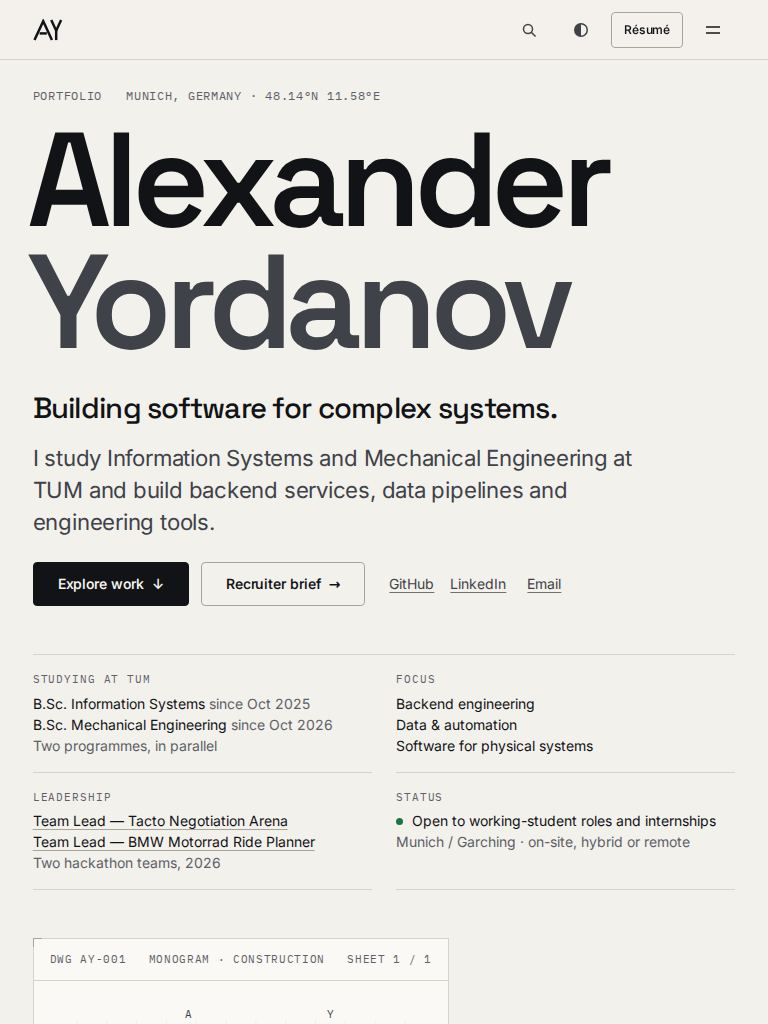 AY
Résumé
PORTFOLIO MUNICH, GERMANY · 48.14°N 11.58°E
Alexander
Yordanov
Building software for complex systems.
I study Information Systems and Mechanical Engineering at
TUM and build backend services, data pipelines and
engineering tools.
Explore work ↓ Recruiter brief → GitHub LinkedIn Email
STUDYING AT TUM
B.Sc. Information Systems since Oct 2025
B.Sc. Mechanical Engineering since Oct 2026
Two programmes, in parallel
FOCUS
Backend engineering
Data & automation
Software for physical systems
LEADERSHIP
Team Lead — Tacto Negotiation Arena
Team Lead — BMW Motorrad Ride Planner
Two hackathon teams, 2026
STATUS
Open to working-student roles and internships
Munich / Garching · on-site, hybrid or remote
DWG AY-001 MONOGRAM · CONSTRUCTION SHEET 1 / 1
A Y